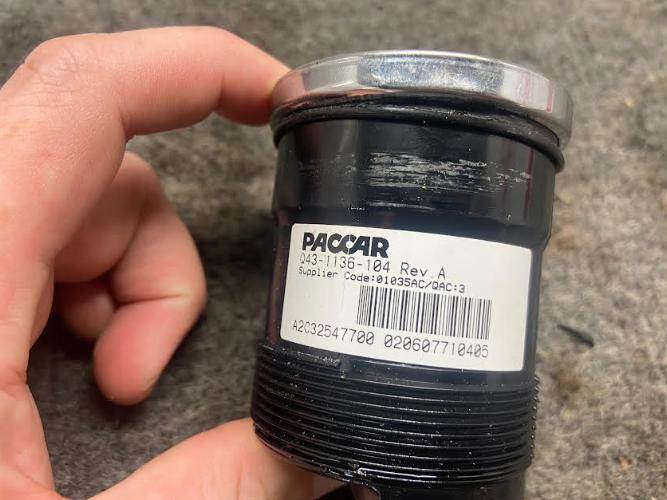 PACCAR
Q43-1136-104 Rev A
Supplier Code:01035AC/QAC:3
A2C32547700 020607710405